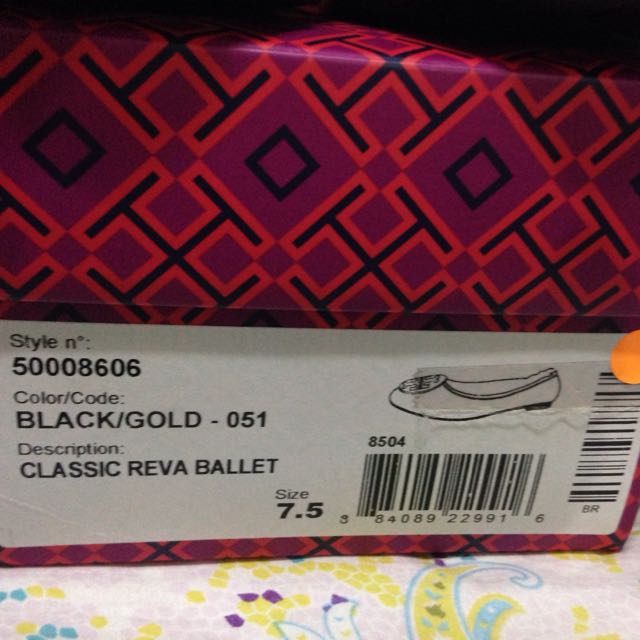 Style n°:
50008606
Color/Code:
BLACK/GOLD - 051
Description:
CLASSIC REVA BALLET
Size
7.5
8504
3 84089 22991 6
BR